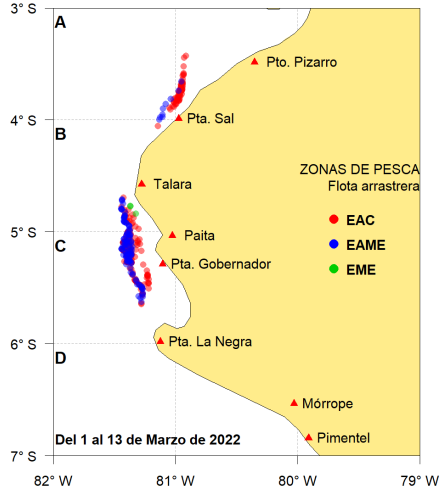 3° S
A
Pto. Pizarro
4° S
Pta. Sal
B
ZONAS DE PESCA
Flota arrastrera
Talara
EAC
5° S
Paita
EAME
C
Pta. Gobernador
EME
6° S
Pta. La Negra
D
Mórrope
Del 1 al 13 de Marzo de 2022
Pimentel
7° S
82° W
81° W
80° W
79° W